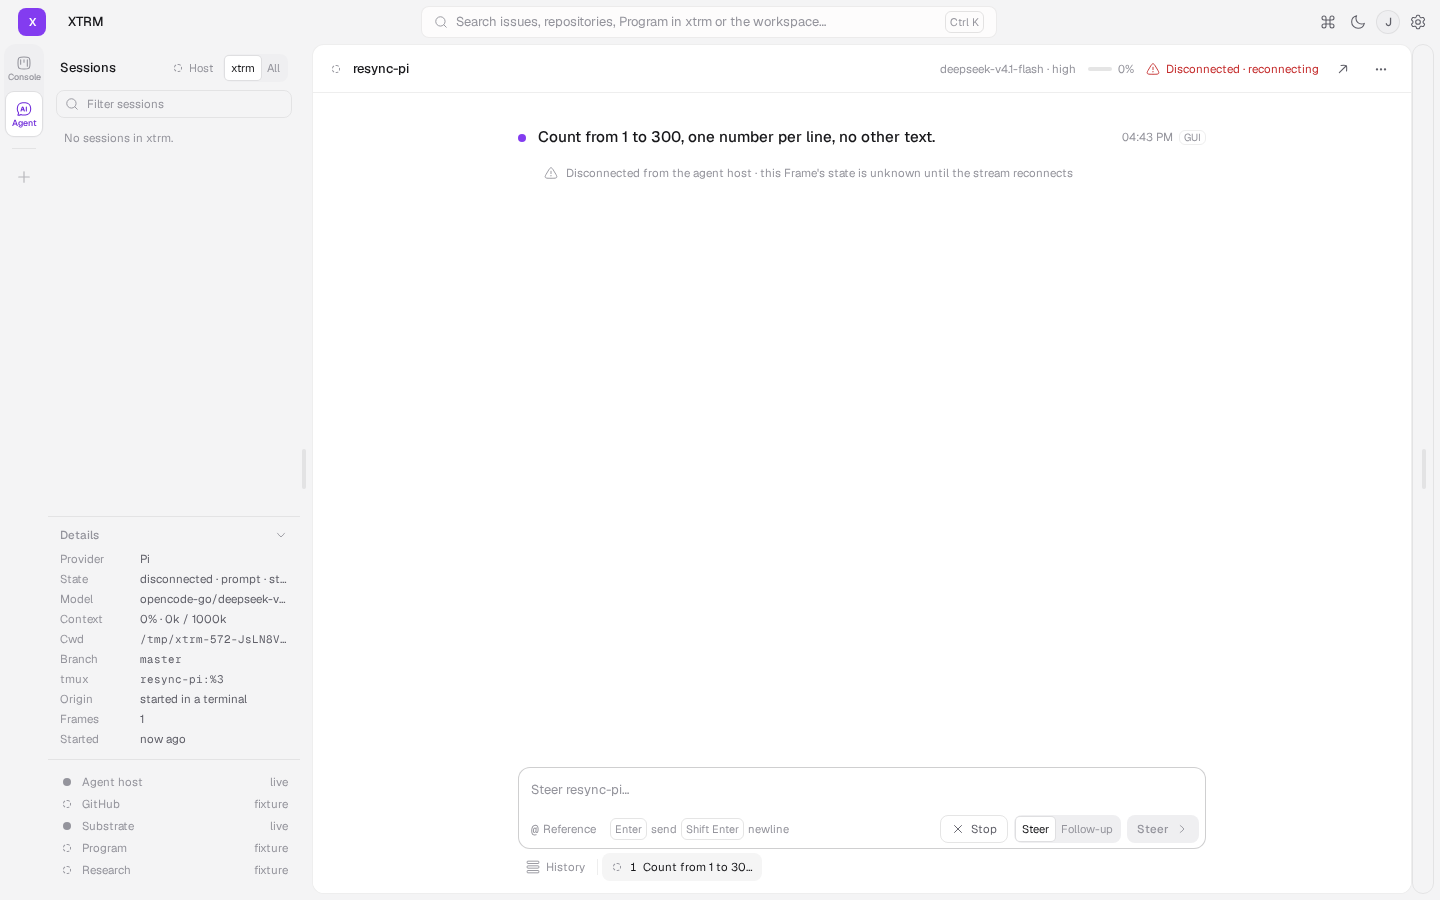 X XTRM Search issues, repositories, Program in xtrm or the workspace... Ctrl K J
Console
Agent
Sessions Host xtrm All
Filter sessions
No sessions in xtrm.
resync-pi deepseek-v4.1-flash · high 0% Disconnected · reconnecting
Count from 1 to 300, one number per line, no other text. 04:43 PM GUI
Disconnected from the agent host · this Frame's state is unknown until the stream reconnects
Details
Provider Pi
State disconnected · prompt · st...
Model opencode-go/deepseek-v...
Context 0% · 0k / 1000k
Cwd /tmp/xtrm-572-JsLN8V...
Branch master
tmux resync-pi:%3
Origin started in a terminal
Frames 1
Started now ago
Agent host live
GitHub fixture
Substrate live
Program fixture
Research fixture
Steer resync-pi...
@ Reference Enter send Shift Enter newline Stop Steer Follow-up Steer
History 1 Count from 1 to 30...